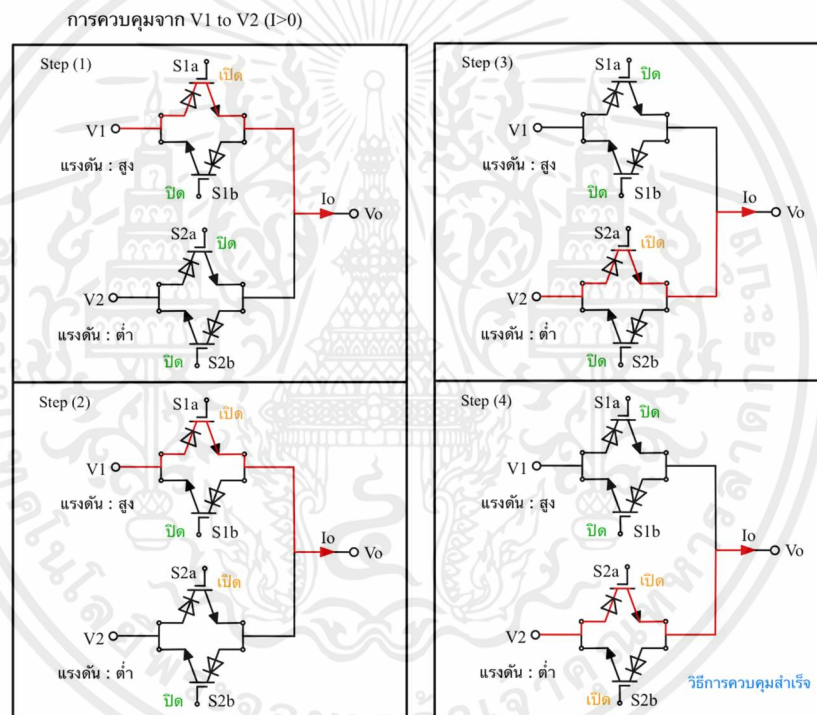 การควบคุมจาก V1 to V2 (I>0)
Step (1)
S1a
เปิด
V1
แรงดัน : สูง
ปิด
S1b
Io
Vo
S2a
ปิด
V2
แรงดัน : ต่ำ
ปิด
S2b
Step (2)
S1a
เปิด
V1
แรงดัน : สูง
ปิด
S1b
Io
Vo
S2a
เปิด
V2
แรงดัน : ต่ำ
ปิด
S2b
Step (3)
S1a
ปิด
V1
แรงดัน : สูง
ปิด
S1b
Io
Vo
S2a
เปิด
V2
แรงดัน : ต่ำ
ปิด
S2b
Step (4)
S1a
ปิด
V1
แรงดัน : สูง
ปิด
S1b
Io
Vo
S2a
เปิด
V2
แรงดัน : ต่ำ
เปิด
S2b
วิธีการควบคุมสำเร็จ